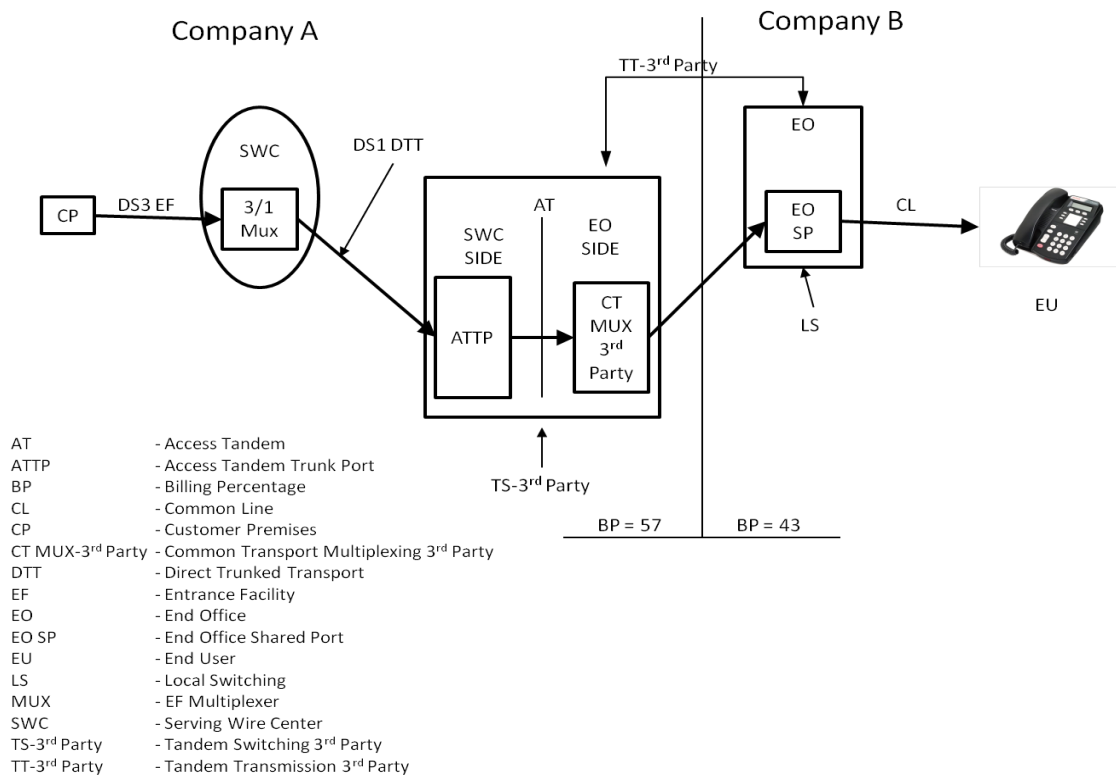 Company A
Company B
TT-3rd Party
EO
SWC
DS1 DTT
CP
DS3 EF
3/1
Mux
AT
SWC
SIDE
EO
SIDE
EO
SP
CL
ATTP
CT
MUX
3rd
Party
LS
EU
TS-3rd Party
BP = 57
BP = 43
AT - Access Tandem
ATTP - Access Tandem Trunk Port
BP - Billing Percentage
CL - Common Line
CP - Customer Premises
CT MUX-3rd Party - Common Transport Multiplexing 3rd Party
DTT - Direct Trunked Transport
EF - Entrance Facility
EO - End Office
EO SP - End Office Shared Port
EU - End User
LS - Local Switching
MUX - EF Multiplexer
SWC - Serving Wire Center
TS-3rd Party - Tandem Switching 3rd Party
TT-3rd Party - Tandem Transmission 3rd Party